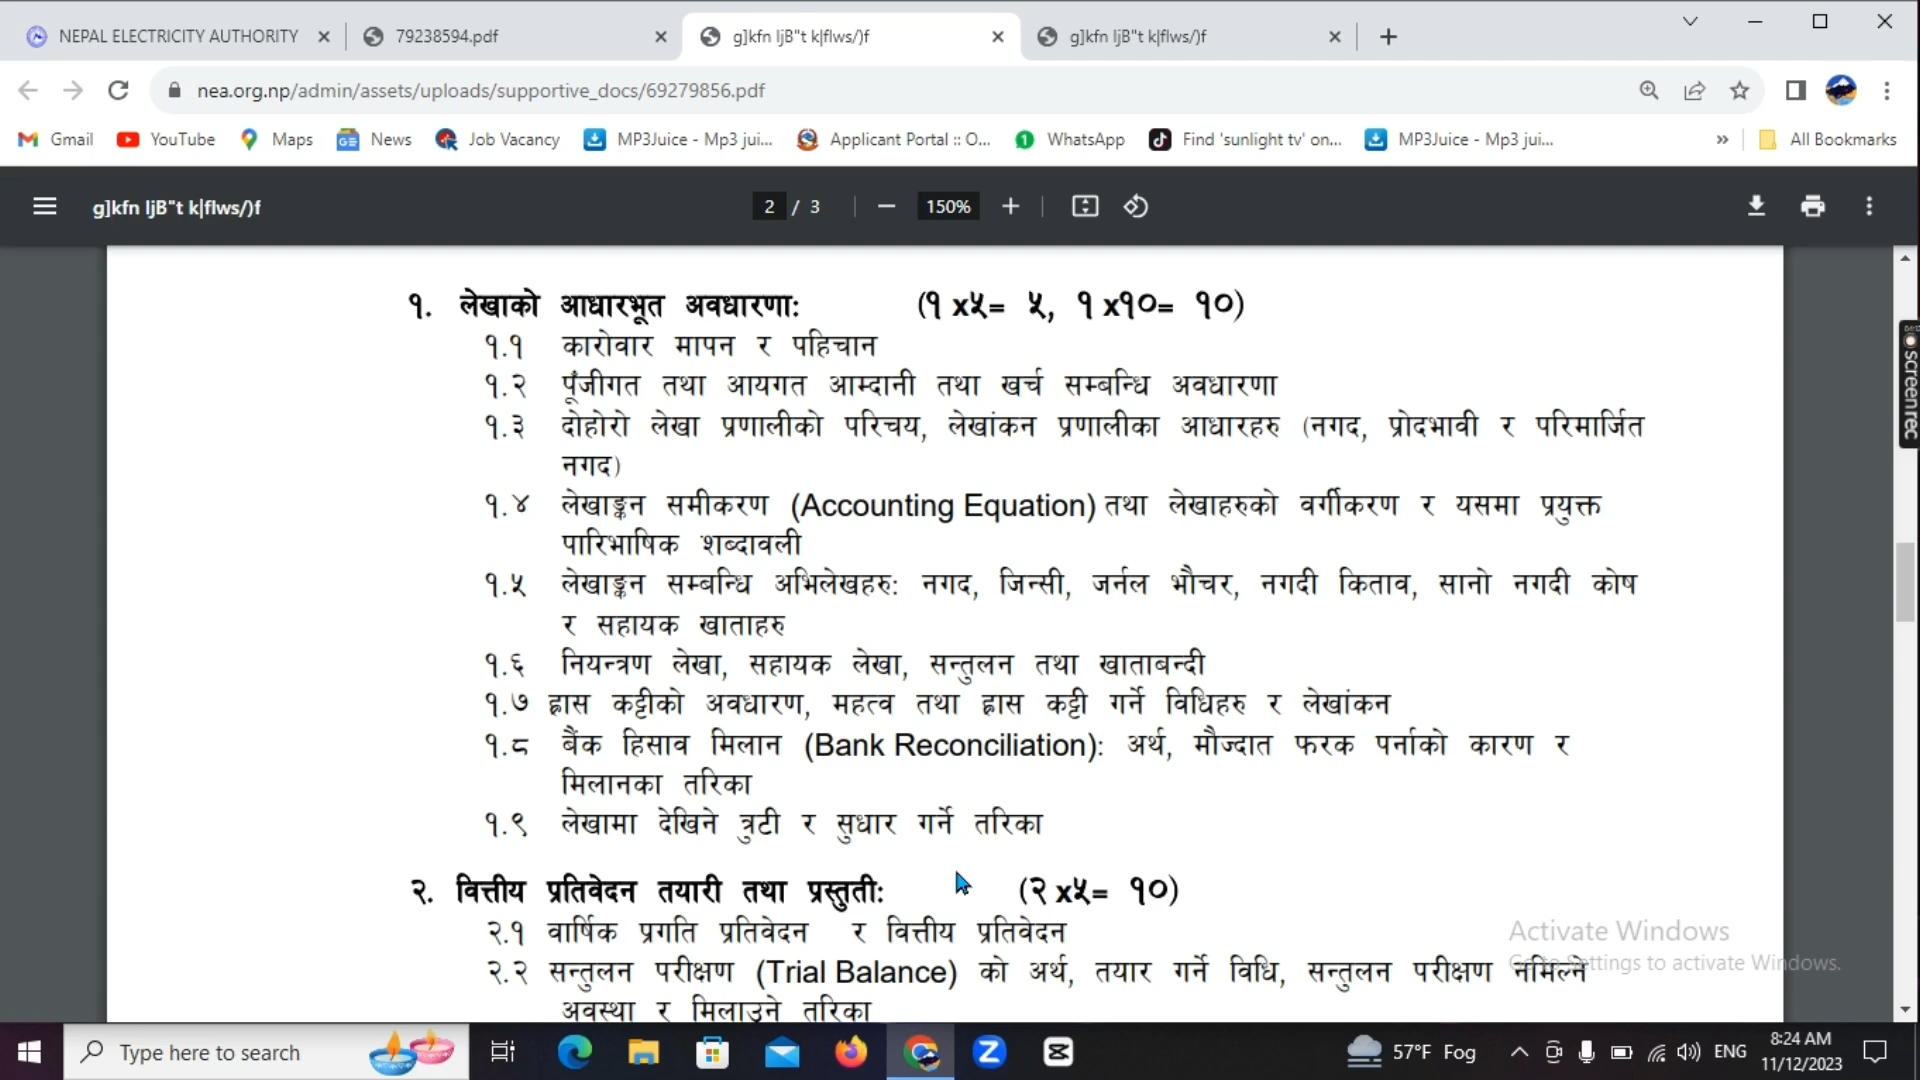 NEPAL ELECTRICITY AUTHORITY
79238594.pdf
g]kfn ljB"t k|flws/)f
g]kfn ljB"t k|flws/)f
nea.org.np/admin/assets/uploads/supportive_docs/69279856.pdf
Gmail
YouTube
Maps
News
Job Vacancy
MP3Juice - Mp3 jui...
Applicant Portal :: O...
WhatsApp
Find 'sunlight tv' on...
MP3Juice - Mp3 jui...
»
All Bookmarks
g]kfn ljB"t k|flws/)f
2 / 3
150%
१. लेखाको आधारभूत अवधारणाः (१ x५= ५, १ x१०= १०)
१.१ कारोवार मापन र पहिचान
१.२ पूंजीगत तथा आयगत आम्दानी तथा खर्च सम्बन्धि अवधारणा
१.३ दोहोरो लेखा प्रणालीको परिचय, लेखांकन प्रणालीका आधारहरु (नगद, प्रोदभावी र परिमार्जित
नगद)
१.४ लेखाङ्कन समीकरण (Accounting Equation) तथा लेखाहरुको वर्गीकरण र यसमा प्रयुक्त
पारिभाषिक शब्दावली
१.५ लेखाङ्कन सम्बन्धि अभिलेखहरु: नगद, जिन्सी, जर्नल भौचर, नगदी किताव, सानो नगदी कोष
र सहायक खाताहरु
१.६ नियन्त्रण लेखा, सहायक लेखा, सन्तुलन तथा खाताबन्दी
१.७ ह्रास कट्टीको अवधारण, महत्व तथा ह्रास कट्टी गर्ने विधिहरु र लेखांकन
१.८ बैंक हिसाव मिलान (Bank Reconciliation): अर्थ, मौज्दात फरक पर्नाको कारण र
मिलानका तरिका
१.९ लेखामा देखिने त्रुटी र सुधार गर्ने तरिका
२. वित्तीय प्रतिवेदन तयारी तथा प्रस्तुतीः (२ x५= १०)
२.१ वार्षिक प्रगति प्रतिवेदन र वित्तीय प्रतिवेदन
२.२ सन्तुलन परीक्षण (Trial Balance) को अर्थ, तयार गर्ने विधि, सन्तुलन परीक्षण नमिल्ने
अवस्था र मिलाउने तरिका
Activate Windows
Go to Settings to activate Windows.
screenrec
Type here to search
57°F Fog
ENG
8:24 AM
11/12/2023